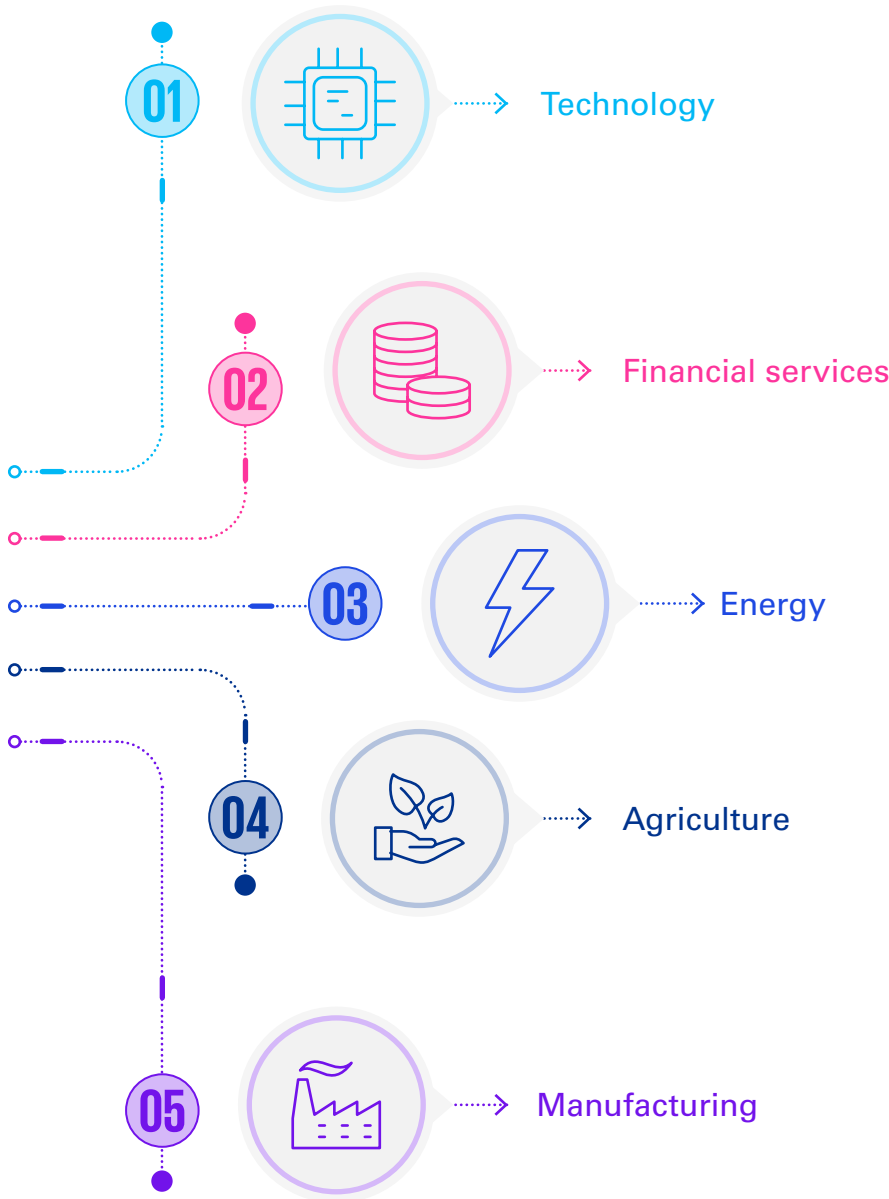 01
Technology
02
Financial services
03
Energy
04
Agriculture
05
Manufacturing